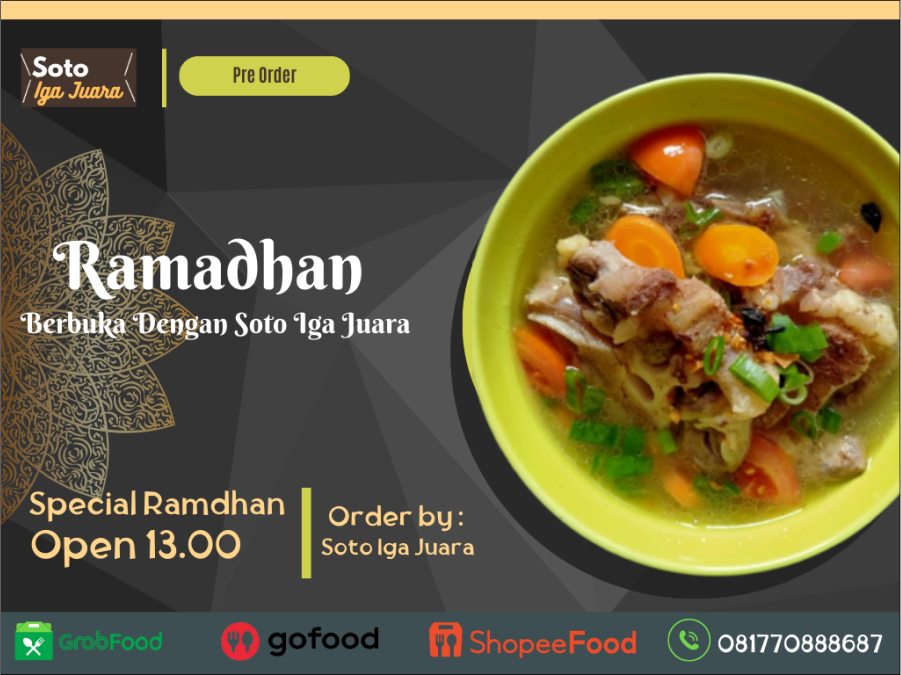 Soto
Iga Juara
Pre Order
Ramadhan
Berbuka Dengan Soto Iga Juara
Special Ramdhan
Open 13.00
Order by :
Soto Iga Juara
GrabFood
gofood
ShopeeFood
081770888687